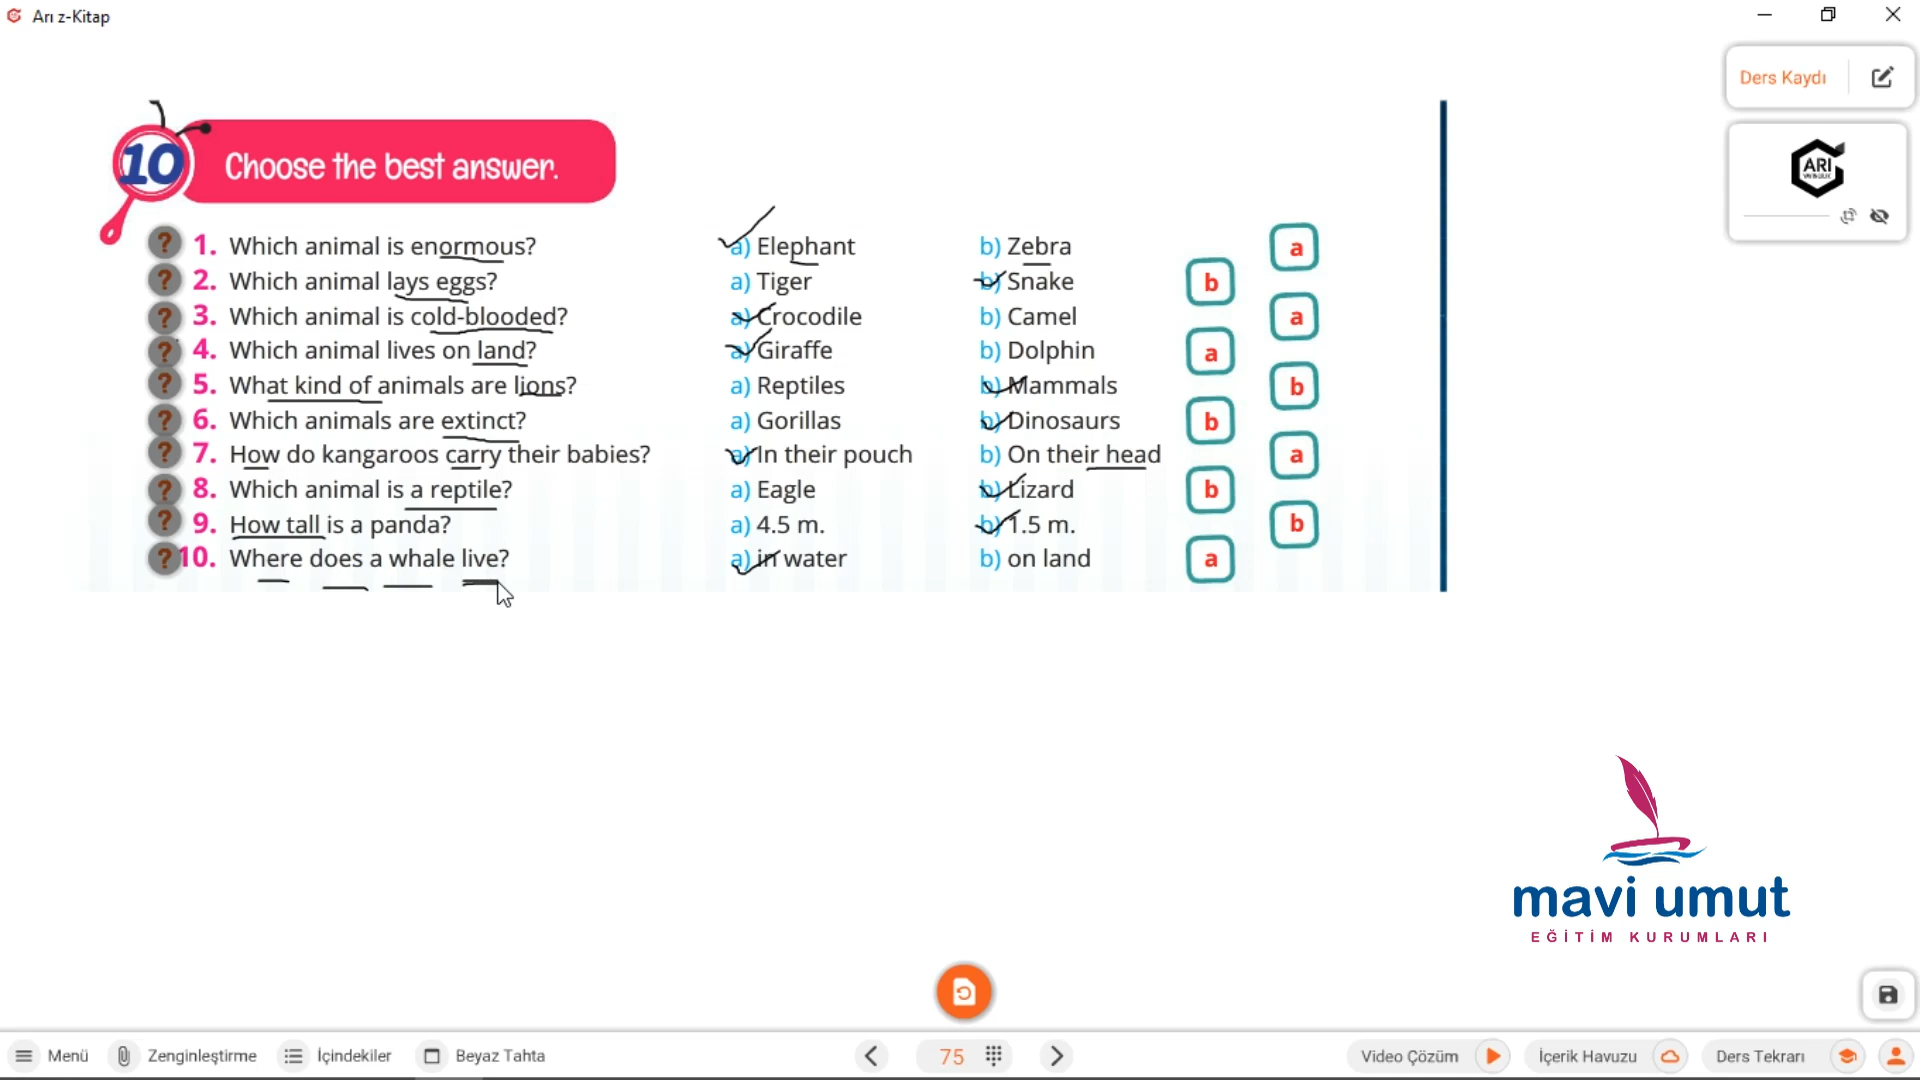 Arı z-Kitap
Ders Kaydı
ARI
10 Choose the best answer.
? 1. Which animal is enormous? a) Elephant b) Zebra a
? 2. Which animal lays eggs? a) Tiger b) Snake b
? 3. Which animal is cold-blooded? a) Crocodile b) Camel a
? 4. Which animal lives on land? a) Giraffe b) Dolphin a
? 5. What kind of animals are lions? a) Reptiles b) Mammals b
? 6. Which animals are extinct? a) Gorillas b) Dinosaurs b
? 7. How do kangaroos carry their babies? a) In their pouch b) On their head a
? 8. Which animal is a reptile? a) Eagle b) Lizard b
? 9. How tall is a panda? a) 4.5 m. b) 1.5 m. b
? 10. Where does a whale live? a) in water b) on land a
mavi umut
EĞİTİM KURUMLARI
Menü Zenginleştirme İçindekiler Beyaz Tahta 75 Video Çözüm İçerik Havuzu Ders Tekrarı